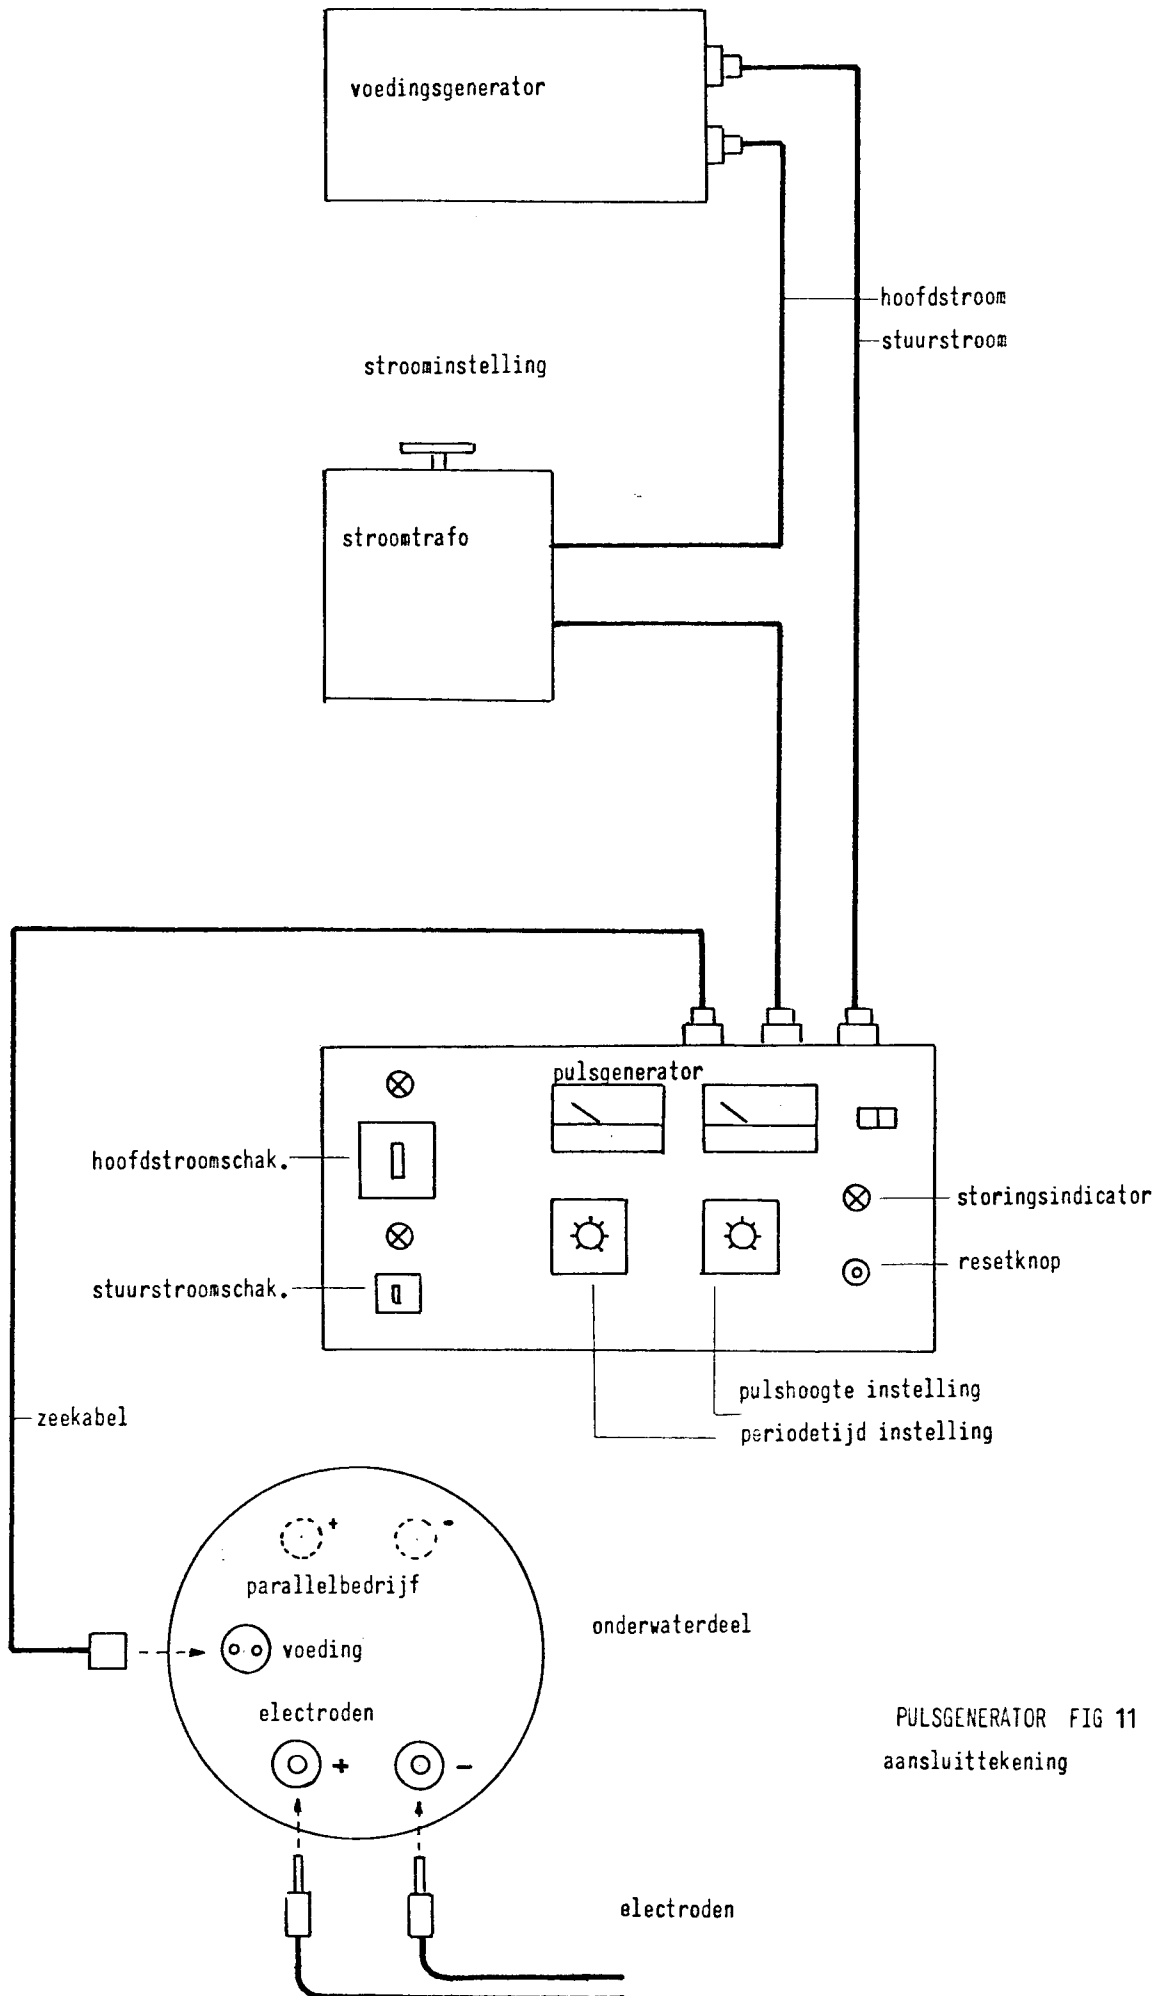 voedingsgenerator
hoofdstroom
stuurstroom
stroominstelling
stroomtrafo
pulsgenerator
hoofdstroomschak.
storingsindicator
resetknop
stuurstroomschak.
pulshoogte instelling
periodetijd instelling
zeekabel
+ -
parallelbedrijf
onderwaterdeel
voeding
electroden
+ -
PULSGENERATOR FIG 11
aansluittekening
electroden